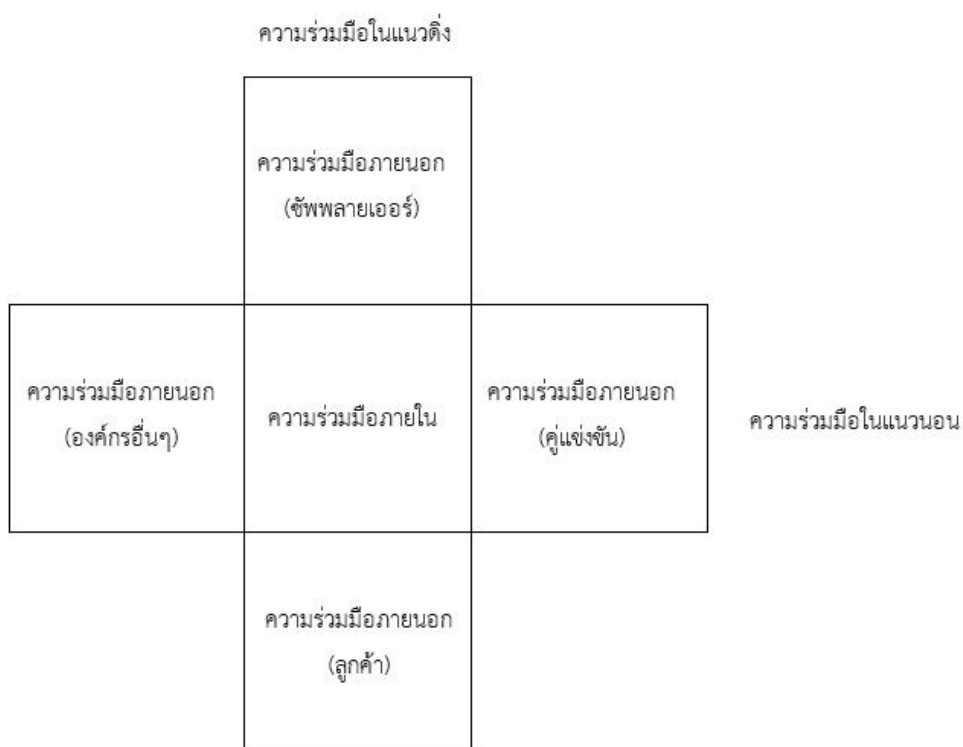 ความร่วมมือในแนวดิ่ง
ความร่วมมือภายนอก
(ซัพพลายเออร์)
ความร่วมมือภายนอก
(องค์กรอื่นๆ)
ความร่วมมือภายใน
ความร่วมมือภายนอก
(คู่แข่งขัน)
ความร่วมมือในแนวนอน
ความร่วมมือภายนอก
(ลูกค้า)